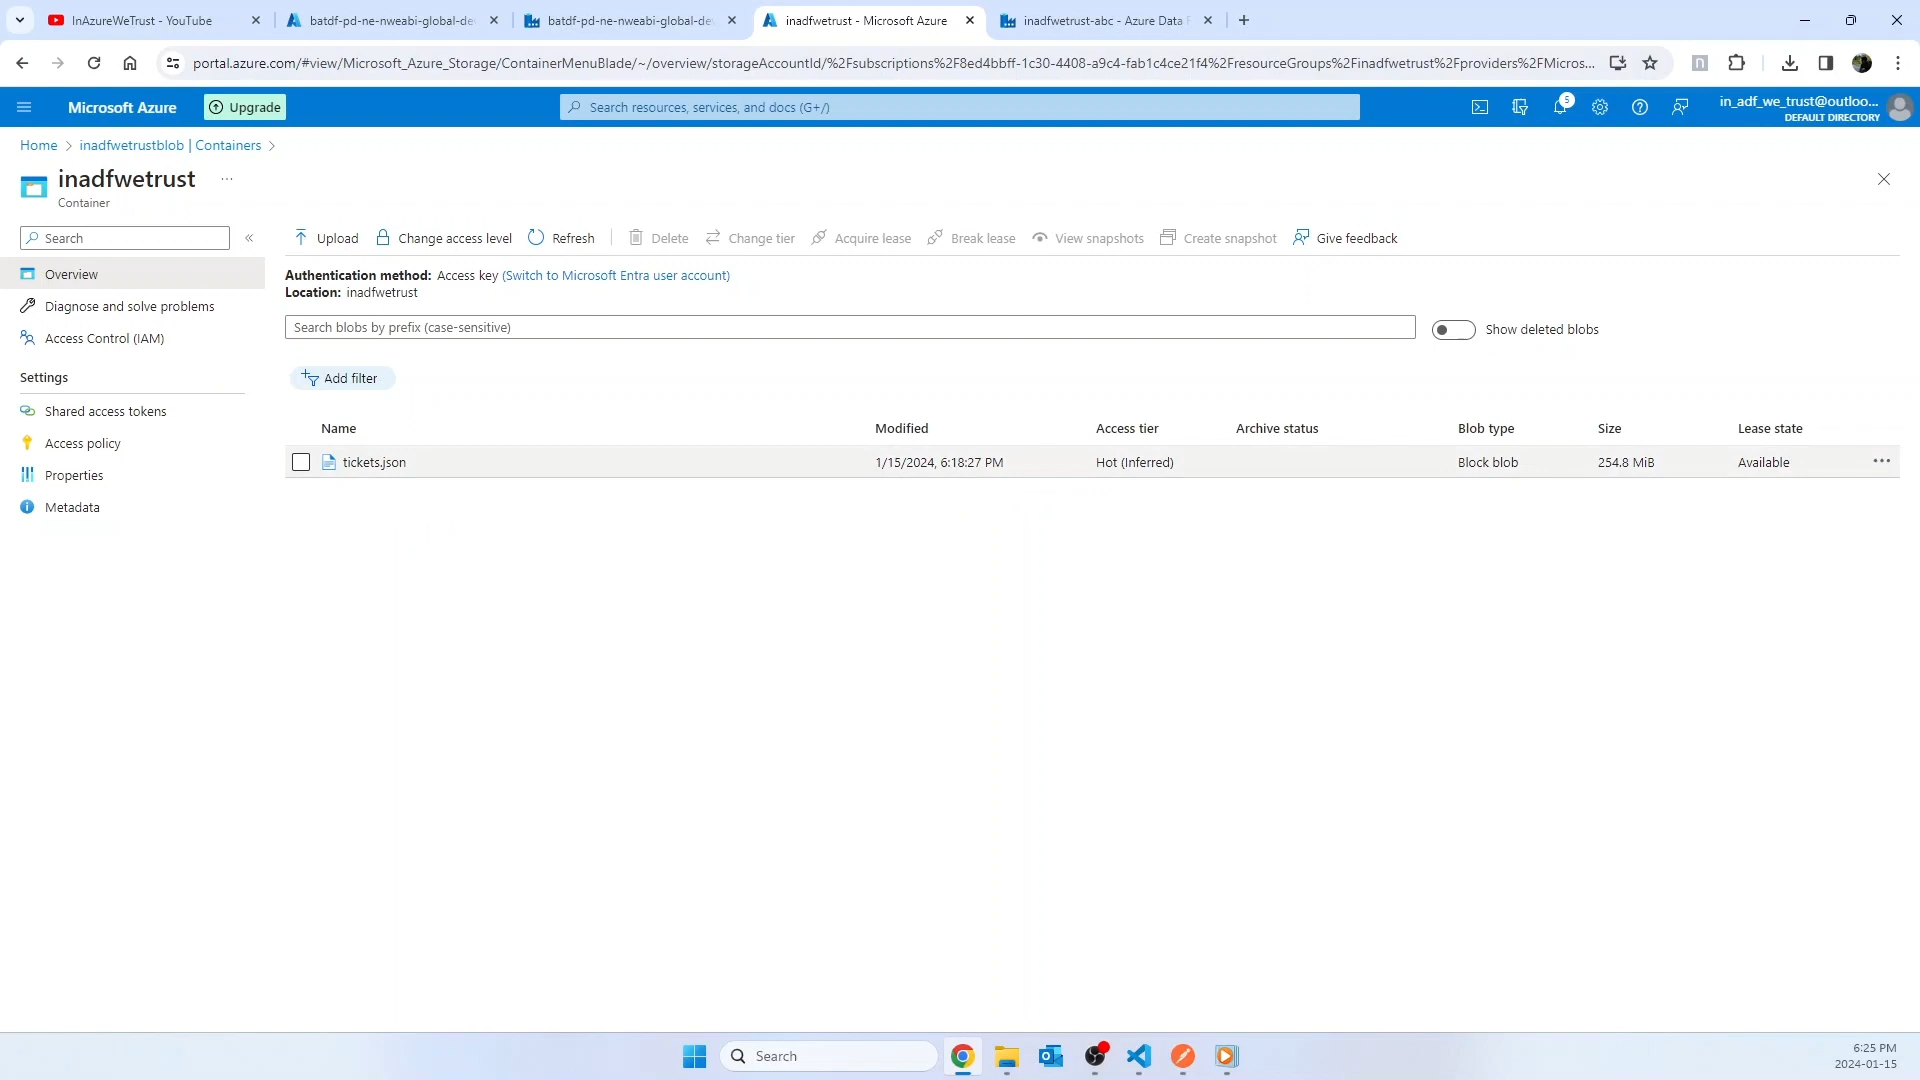 InAzureWeTrust - YouTube
batdf-pd-ne-nweabi-global-de
batdf-pd-ne-nweabi-global-de
inadfwetrust - Microsoft Azure
inadfwetrust-abc - Azure Data F
portal.azure.com/#view/Microsoft_Azure_Storage/ContainerMenuBlade/~/overview/storageAccountId/%2Fsubscriptions%2F8ed4bbff-1c30-4408-a9c4-fab1c4ce21f4%2FresourceGroups%2Finadfwetrust%2Fproviders%2FMicros...
Microsoft Azure
Upgrade
Search resources, services, and docs (G+/)
5
in_adf_we_trust@outloo...
DEFAULT DIRECTORY
Home > inadfwetrustblob | Containers >
inadfwetrust ...
Container
Search
Upload Change access level Refresh Delete Change tier Acquire lease Break lease View snapshots Create snapshot Give feedback
Overview
Diagnose and solve problems
Access Control (IAM)
Settings
Shared access tokens
Access policy
Properties
Metadata
Authentication method: Access key (Switch to Microsoft Entra user account)
Location: inadfwetrust
Search blobs by prefix (case-sensitive)
Show deleted blobs
Add filter
Name Modified Access tier Archive status Blob type Size Lease state
tickets.json 1/15/2024, 6:18:27 PM Hot (Inferred) Block blob 254.8 MiB Available ...
Search
6:25 PM
2024-01-15